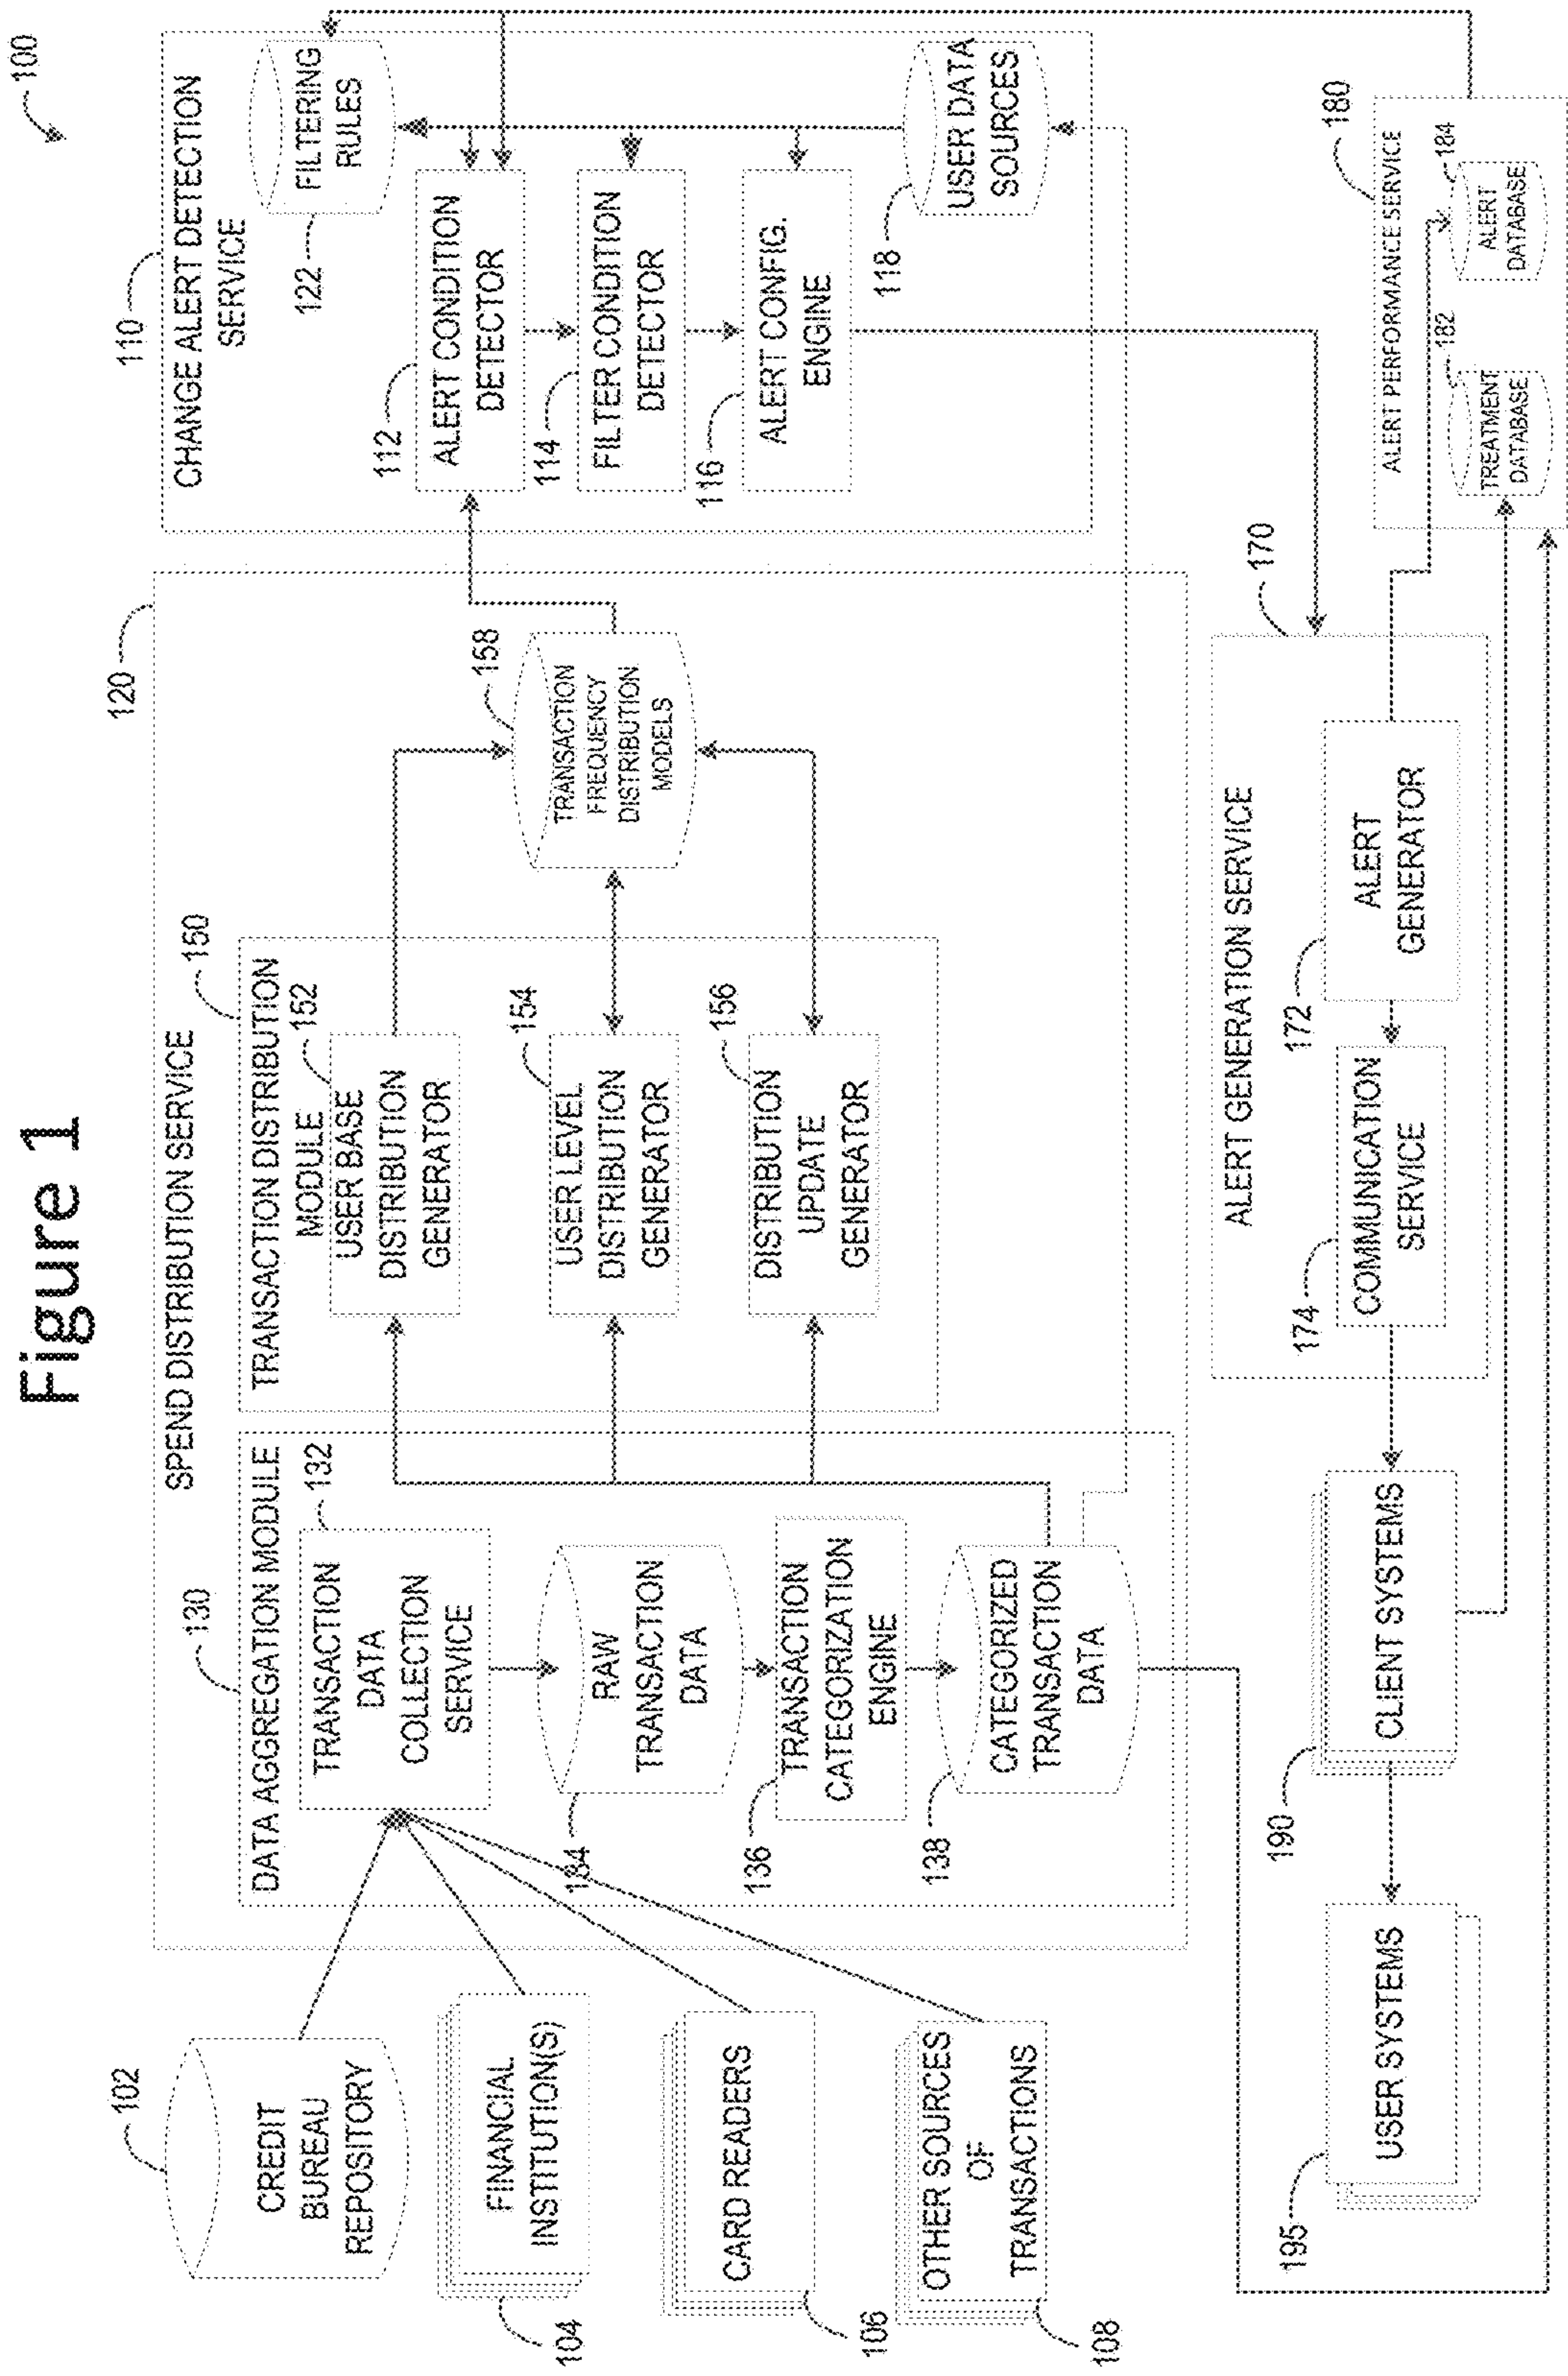 Figure 1
100
102
CREDIT
BUREAU
REPOSITORY
104
FINANCIAL
INSTITUTION(S)
106
CARD READERS
108
OTHER SOURCES
OF
TRANSACTIONS
120
SPEND DISTRIBUTION SERVICE
130
DATA AGGREGATION MODULE
132
TRANSACTION
DATA
COLLECTION
SERVICE
184
RAW
TRANSACTION
DATA
136
TRANSACTION
CATEGORIZATION
ENGINE
138
CATEGORIZED
TRANSACTION
DATA
150
TRANSACTION DISTRIBUTION
MODULE
152
USER BASE
DISTRIBUTION
GENERATOR
154
USER LEVEL
DISTRIBUTION
GENERATOR
156
DISTRIBUTION
UPDATE
GENERATOR
158
TRANSACTION
FREQUENCY
DISTRIBUTION
MODELS
110
CHANGE ALERT DETECTION
SERVICE
122
FILTERING
RULES
112
ALERT CONDITION
DETECTOR
114
FILTER CONDITION
DETECTOR
116
ALERT CONFIG.
ENGINE
118
USER DATA
SOURCES
170
ALERT GENERATION SERVICE
172
ALERT
GENERATOR
174
COMMUNICATION
SERVICE
180
ALERT PERFORMANCE SERVICE
182
TREATMENT
DATABASE
184
ALERT
DATABASE
190
CLIENT SYSTEMS
195
USER SYSTEMS